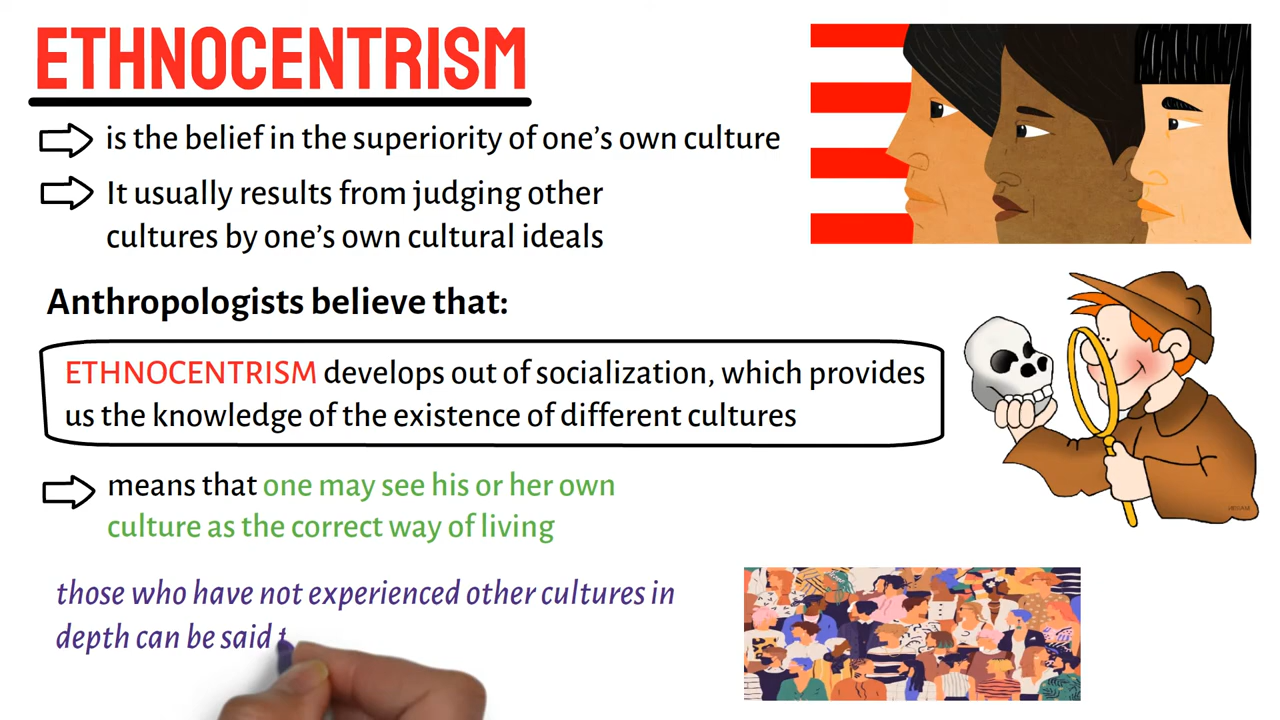 ETHNOCENTRISM
is the belief in the superiority of one's own culture
It usually results from judging other
cultures by one's own cultural ideals
Anthropologists believe that:
ETHNOCENTRISM develops out of socialization, which provides
us the knowledge of the existence of different cultures
means that one may see his or her own
culture as the correct way of living
those who have not experienced other cultures in
depth can be said t